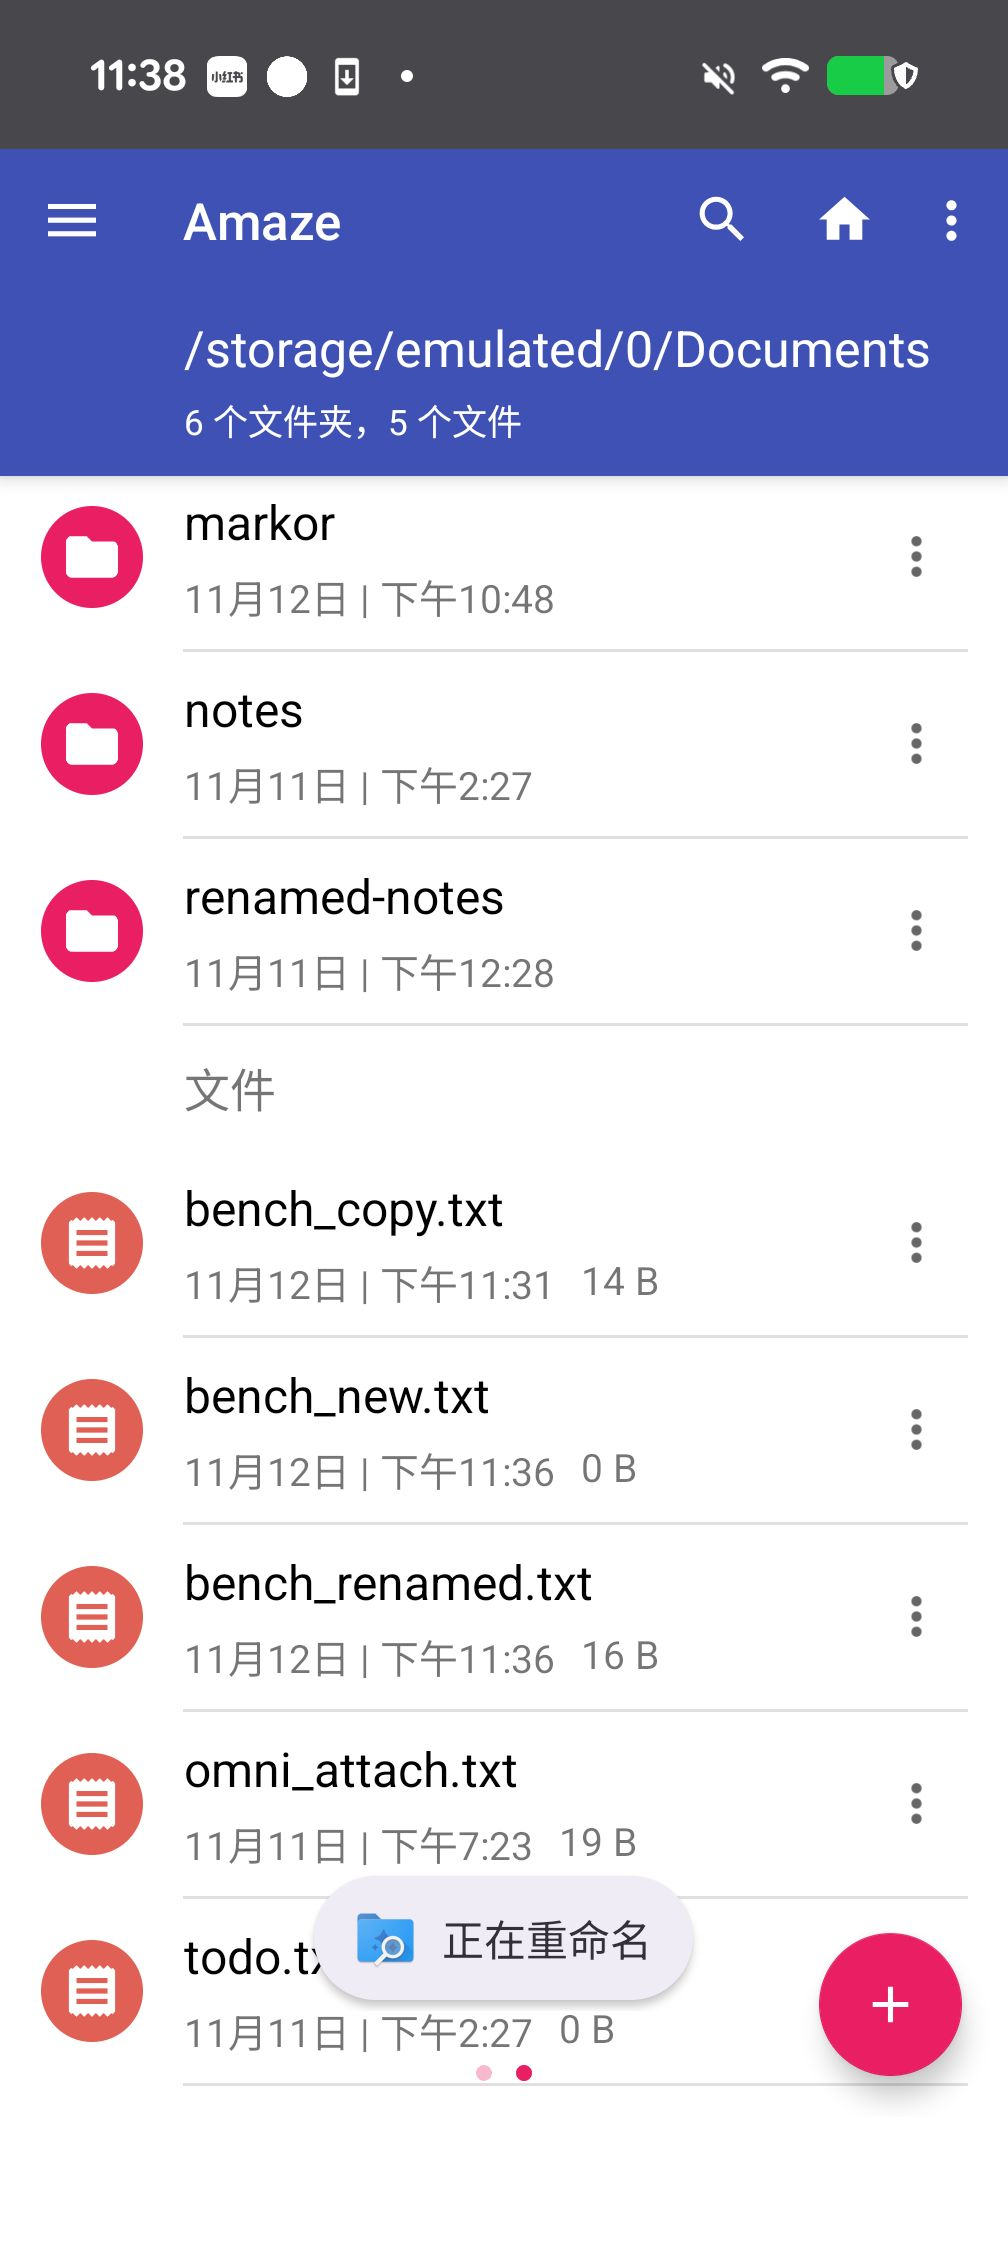 11:38
小红书
Amaze
/storage/emulated/0/Documents
6 个文件夹，5 个文件
markor
11月12日 | 下午10:48
notes
11月11日 | 下午2:27
renamed-notes
11月11日 | 下午12:28
文件
bench_copy.txt
11月12日 | 下午11:31 14 B
bench_new.txt
11月12日 | 下午11:36 0 B
bench_renamed.txt
11月12日 | 下午11:36 16 B
omni_attach.txt
11月11日 | 下午7:23 19 B
正在重命名
todo.tx
11月11日 | 下午2:27 0 B